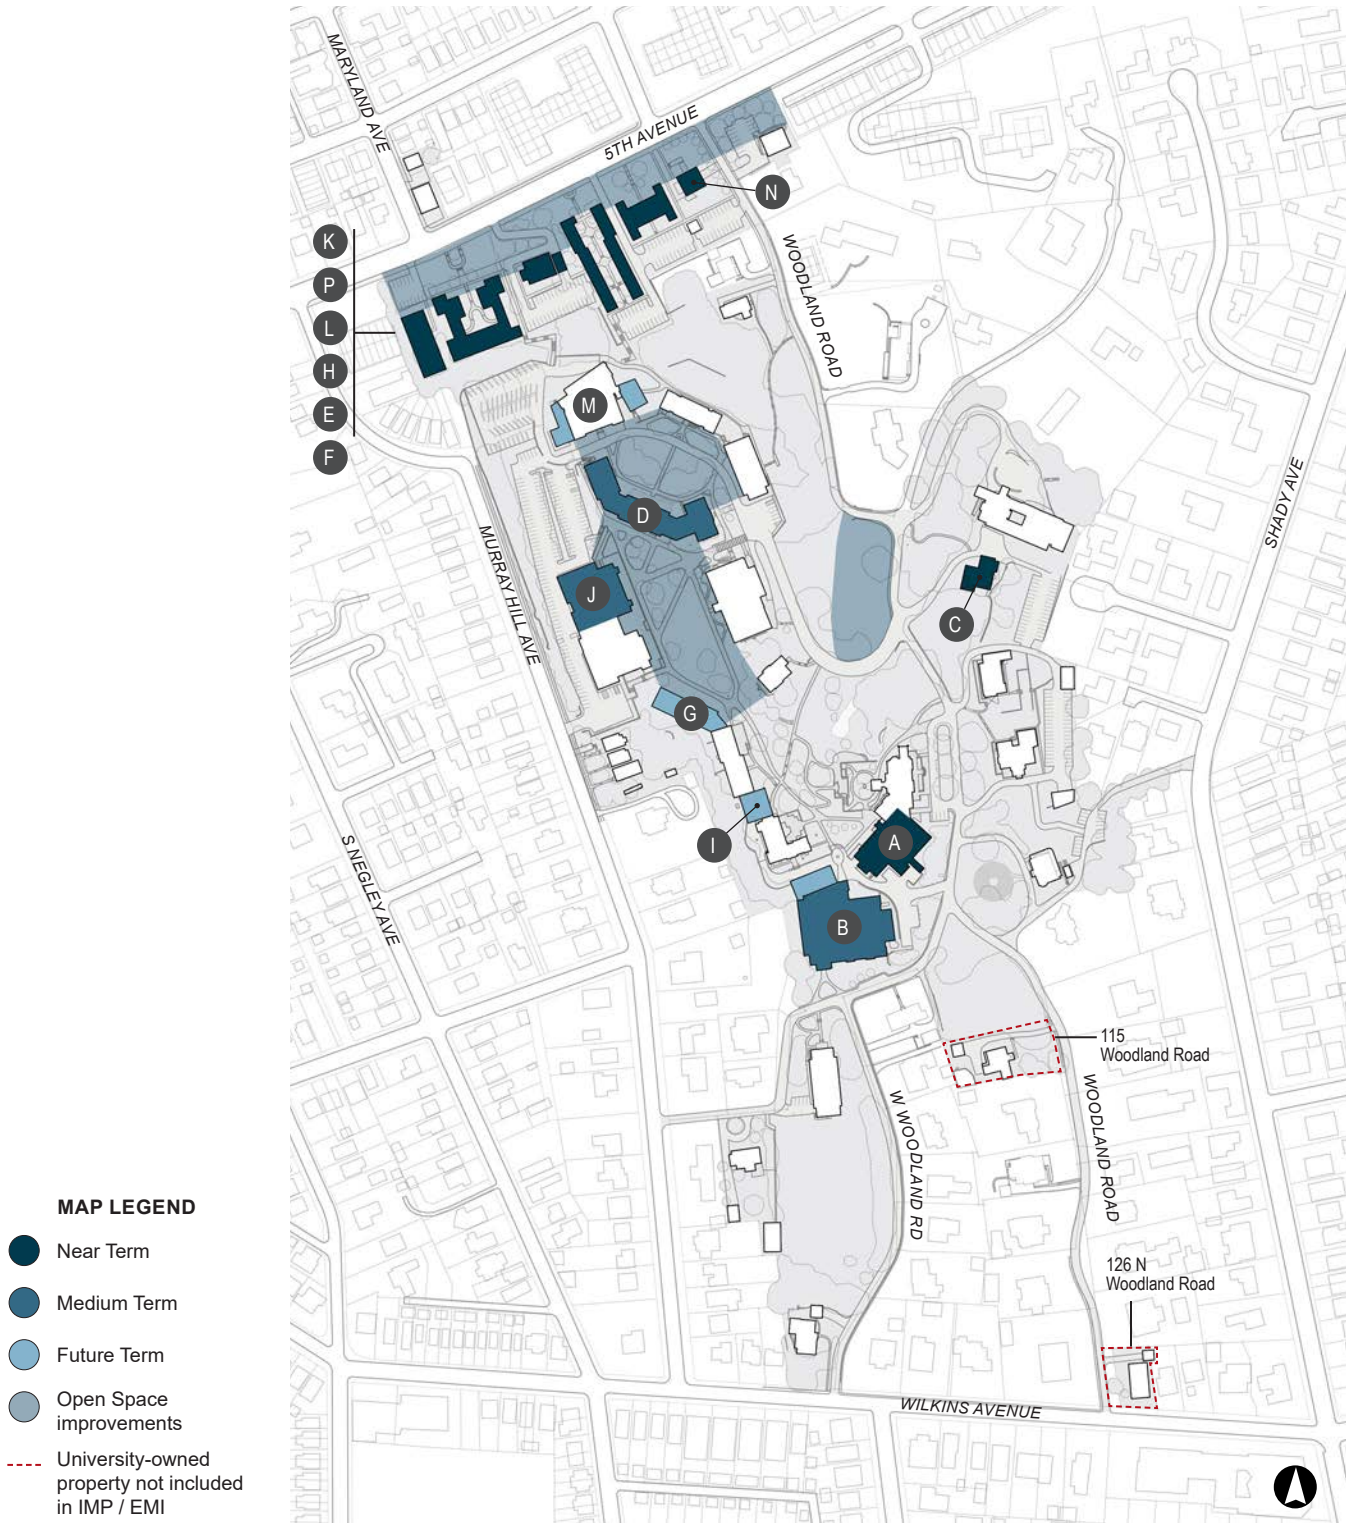 MARYLAND AVE
5TH AVENUE
N
K
P
L
H
E
F
WOODLAND ROAD
M
D
MURRAY HILL AVE
SHADY AVE
J
C
G
I
A
S NEGLEY AVE
B
115
Woodland Road
W WOODLAND RD
WOODLAND ROAD
126 N
Woodland Road
WILKINS AVENUE
MAP LEGEND
Near Term
Medium Term
Future Term
Open Space
improvements
University-owned
property not included
in IMP / EMI